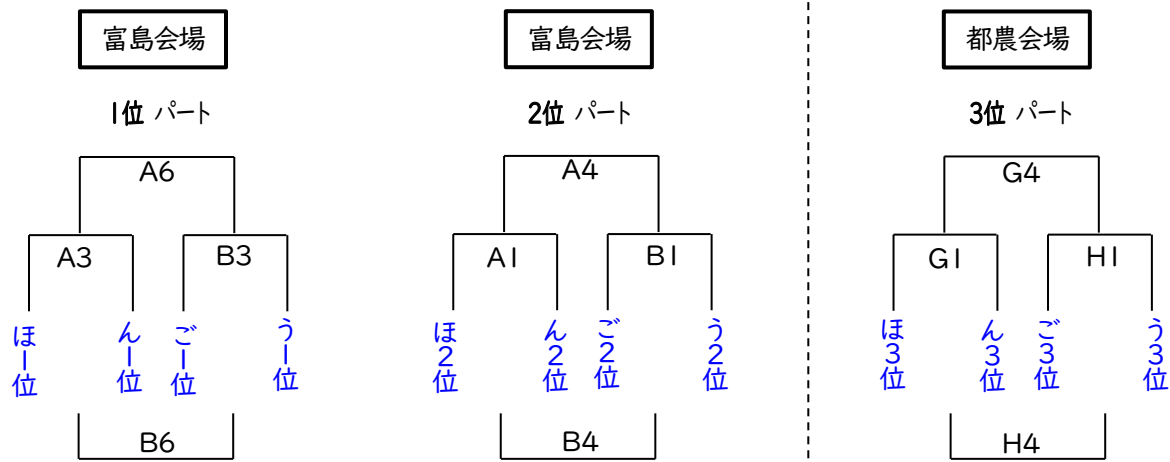 富島会場
1位 パート
A6
A3
B3
ほ1位
ん1位
ご1位
う1位
B6
富島会場
2位 パート
A4
A1
B1
ほ2位
ん2位
ご2位
う2位
B4
都農会場
3位 パート
G4
G1
H1
ほ3位
ん3位
ご3位
う3位
H4